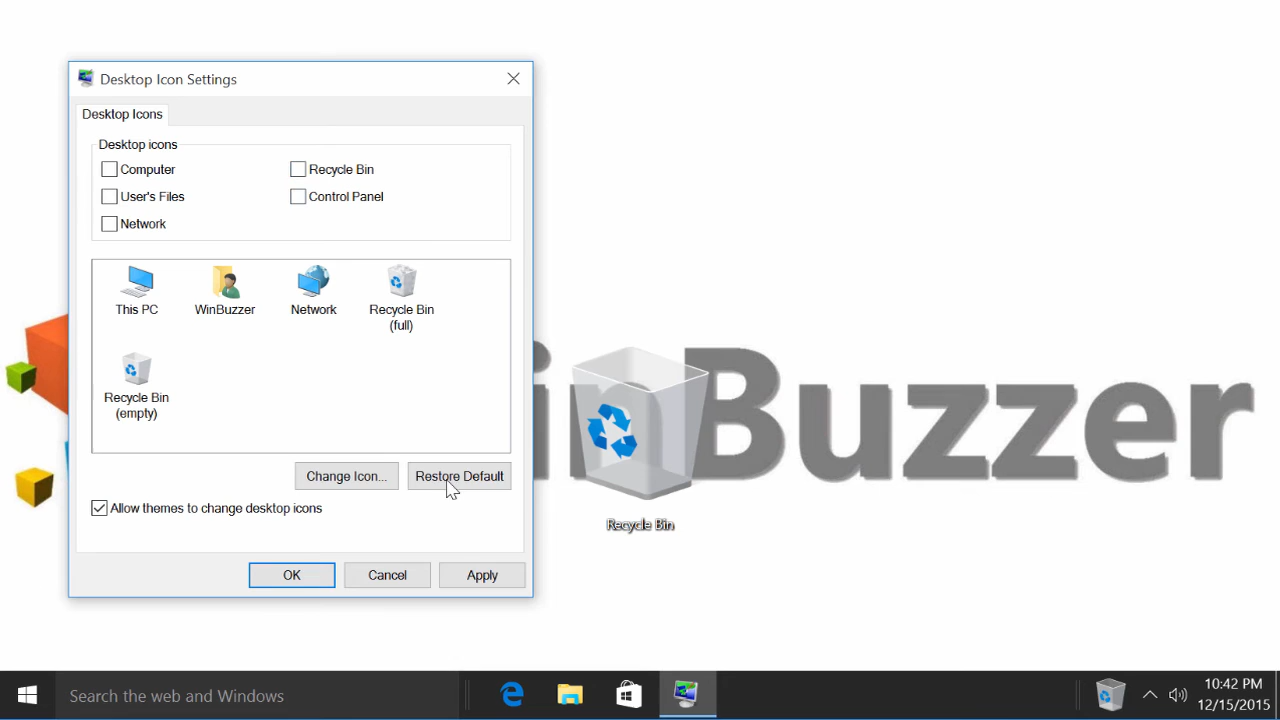 Desktop Icon Settings
Desktop Icons
Desktop icons
Computer
Recycle Bin
User's Files
Control Panel
Network
This PC
WinBuzzer
Network
Recycle Bin
(full)
Recycle Bin
(empty)
Change Icon...
Restore Default
Allow themes to change desktop icons
OK
Cancel
Apply
inBuzzer
Recycle Bin
Search the web and Windows
10:42 PM
12/15/2015